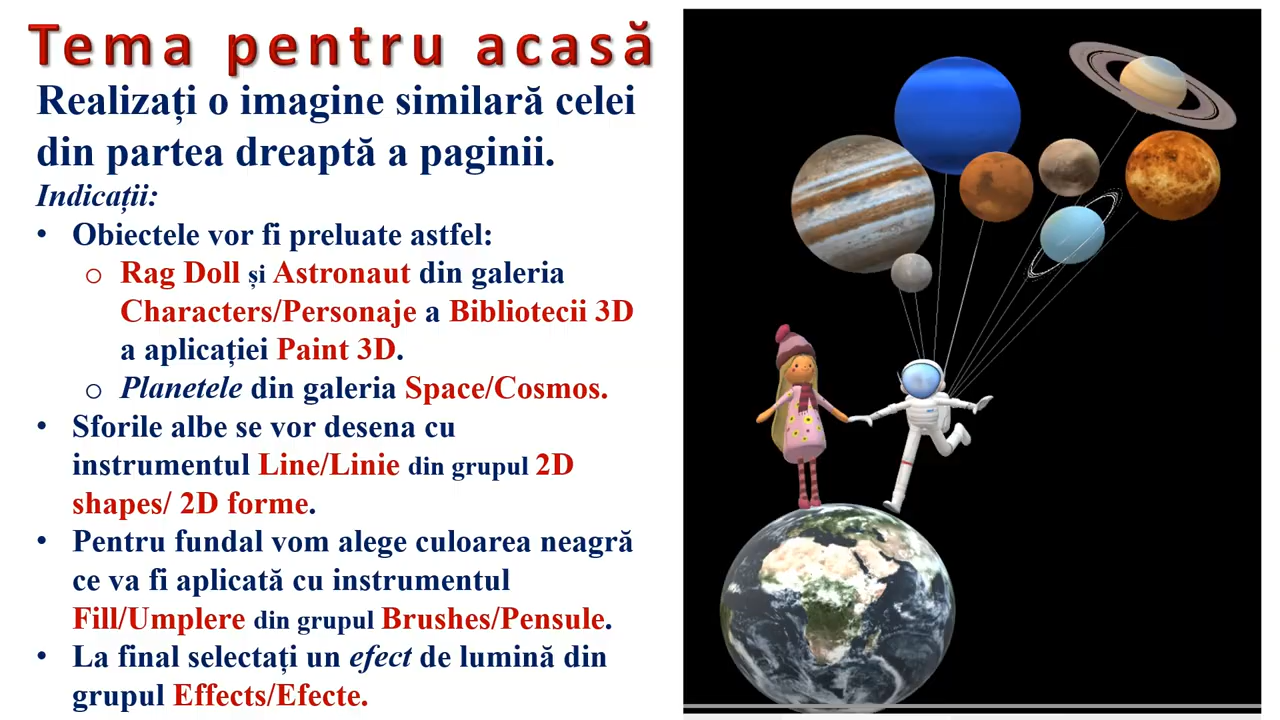 Tema pentru acasă
Realizați o imagine similară celei
din partea dreaptă a paginii.
Indicații:
• Obiectele vor fi preluate astfel:
o Rag Doll și Astronaut din galeria
Characters/Personaje a Bibliotecii 3D
a aplicației Paint 3D.
o Planetele din galeria Space/Cosmos.
• Sforile albe se vor desena cu
instrumentul Line/Linie din grupul 2D
shapes/ 2D forme.
• Pentru fundal vom alege culoarea neagră
ce va fi aplicată cu instrumentul
Fill/Umplere din grupul Brushes/Pensule.
• La final selectați un efect de lumină din
grupul Effects/Efecte.